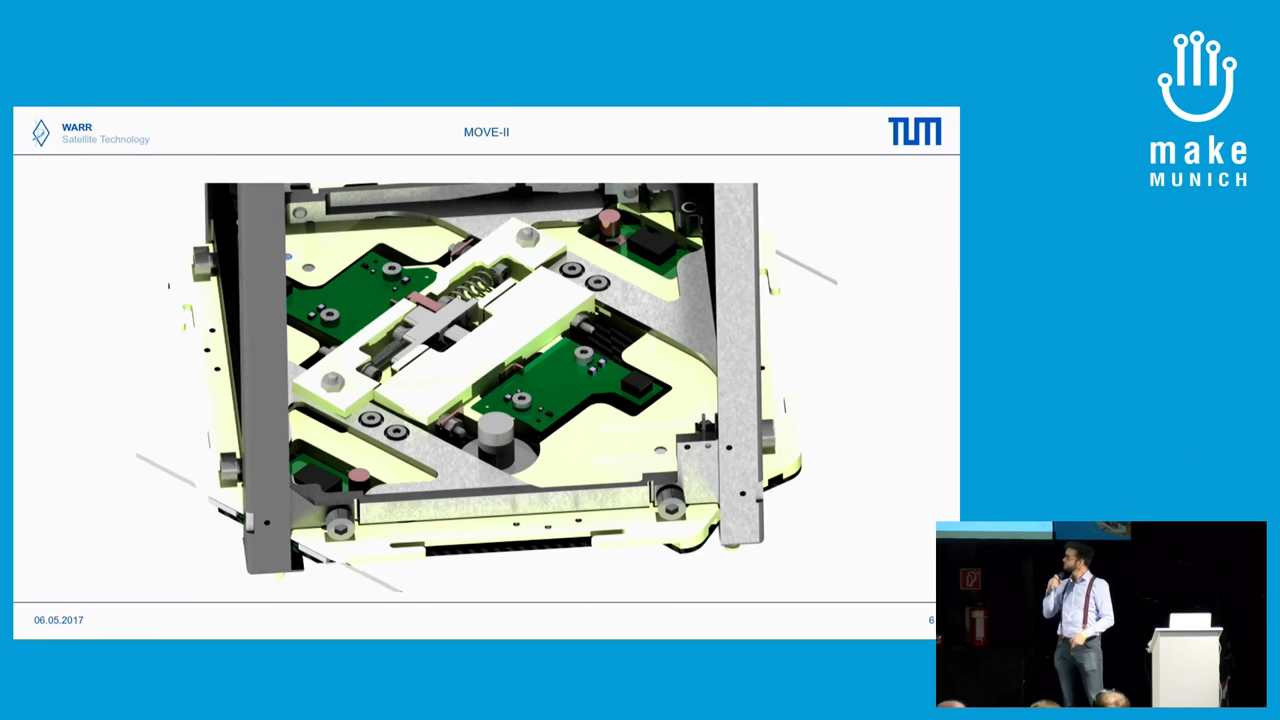 WARR
Satellite Technology
MOVE-II
TUM
make
MUNICH
06.05.2017
6